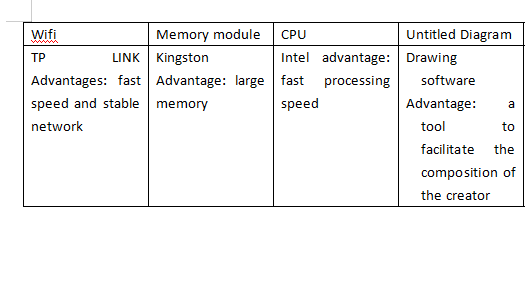 Wifi
Memory module
CPU
Untitled Diagram
TP LINK
Advantages: fast
speed and stable
network
Kingston
Advantage: large
memory
Intel advantage:
fast processing
speed
Drawing
software
Advantage: a
tool to
facilitate the
composition of
the creator